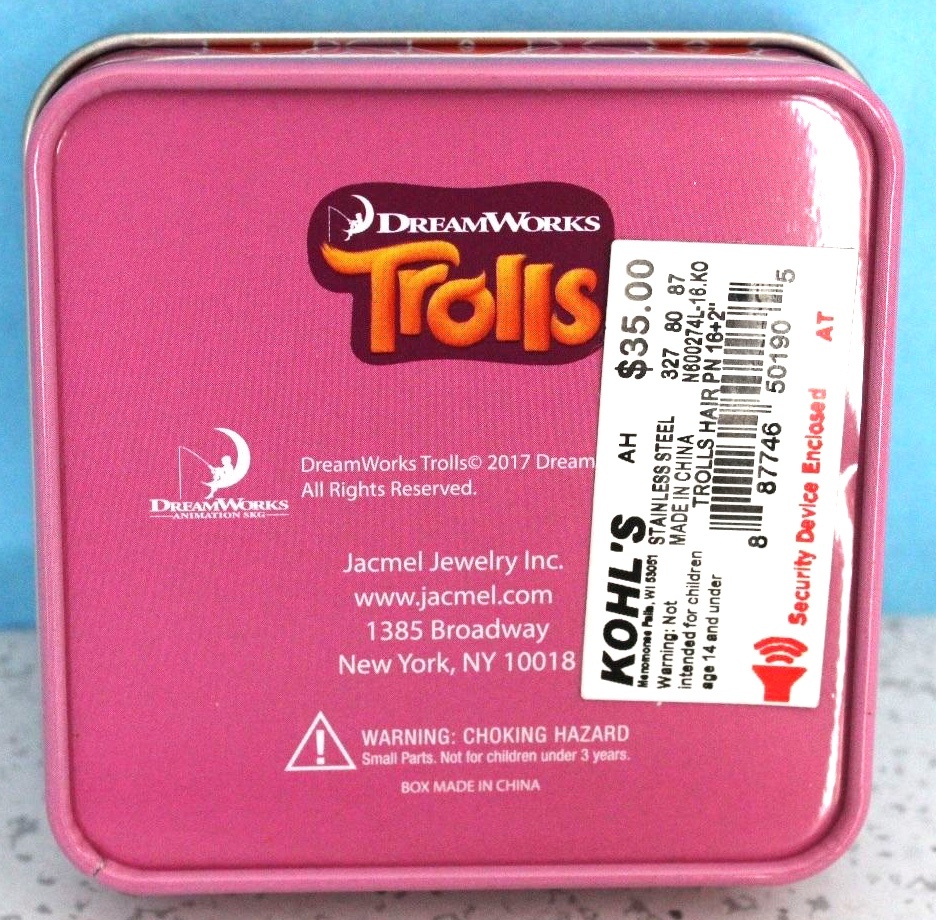 DREAMWORKS
Trolls
DREAMWORKS
ANIMATION SKG
DreamWorks Trolls© 2017 Dream
All Rights Reserved.
Jacmel Jewelry Inc.
www.jacmel.com
1385 Broadway
New York, NY 10018
WARNING: CHOKING HAZARD
Small Parts. Not for children under 3 years.
BOX MADE IN CHINA
KOHL'S AH $35.00
Menomonee Falls, WI 53051
STAINLESS STEEL 327 80 87
MADE IN CHINA N600274L-16.KO
TROLLS HAIR PN 16+2"
Warning: Not
intended for children
age 14 and under
8 87746 50190 5
Security Device Enclosed AT